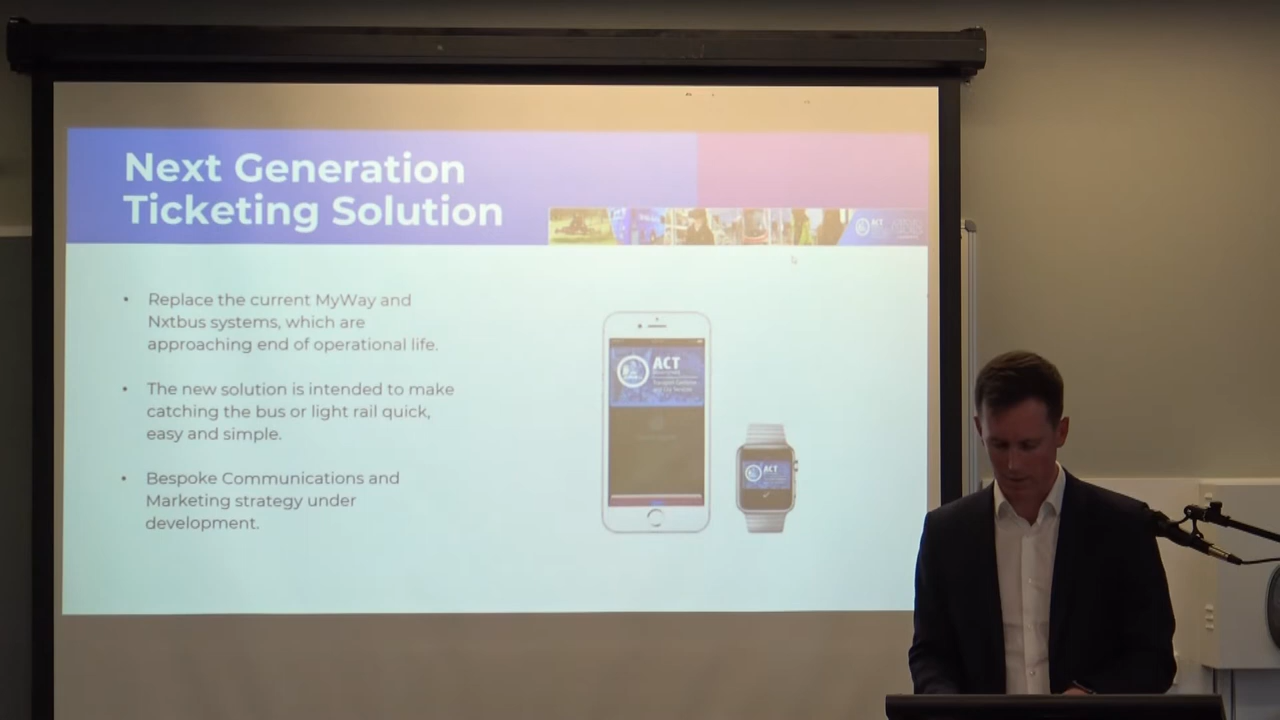 Next Generation
Ticketing Solution
ACT
• Replace the current MyWay and
Nxtbus systems, which are
approaching end of operational life.
• The new solution is intended to make
catching the bus or light rail quick,
easy and simple.
• Bespoke Communications and
Marketing strategy under
development.
ACT
ACT